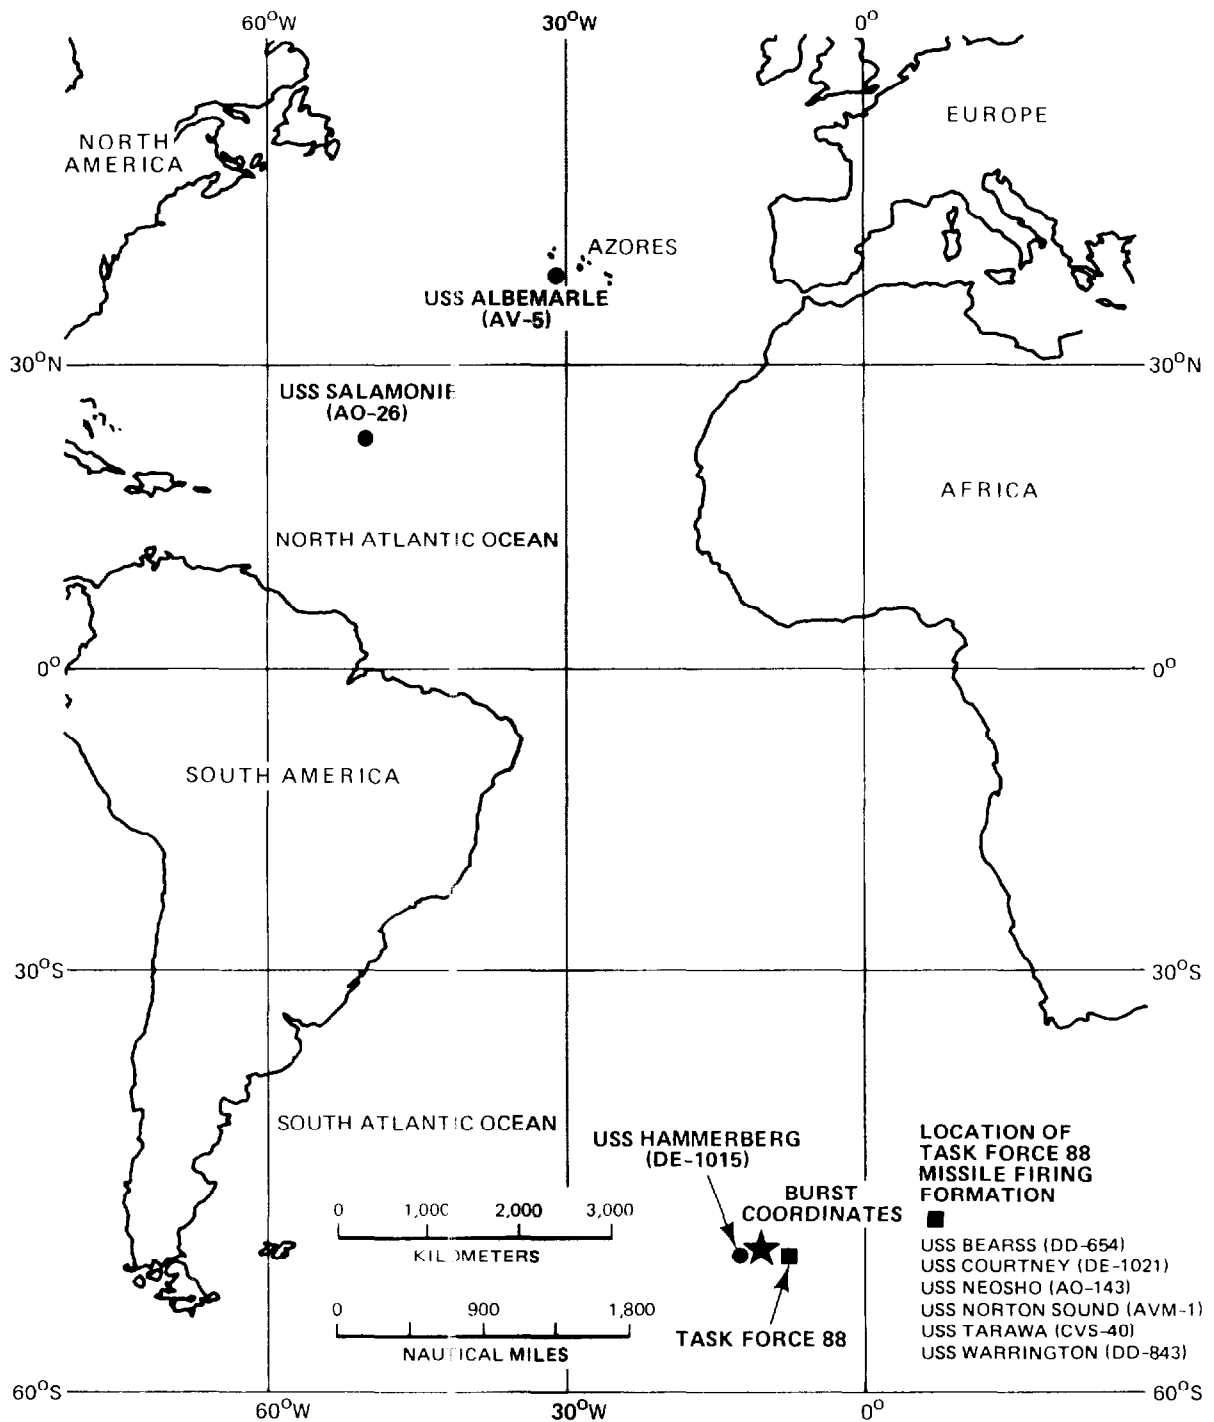 60°W 30°W 0°
NORTH
AMERICA
EUROPE
AZORES
USS ALBEMARLE
(AV-5)
30°N 30°N
USS SALAMONIE
(AO-26)
AFRICA
NORTH ATLANTIC OCEAN
0° 0°
SOUTH AMERICA
30°S 30°S
SOUTH ATLANTIC OCEAN
USS HAMMERBERG
(DE-1015)
BURST
COORDINATES
LOCATION OF
TASK FORCE 88
MISSILE FIRING
FORMATION
0 1,000 2,000 3,000
KILOMETERS
USS BEARSS (DD-654)
USS COURTNEY (DE-1021)
USS NEOSHO (AO-143)
USS NORTON SOUND (AVM-1)
USS TARAWA (CVS-40)
USS WARRINGTON (DD-843)
0 900 1,800
NAUTICAL MILES
TASK FORCE 88
60°S 60°S
60°W 30°W 0°